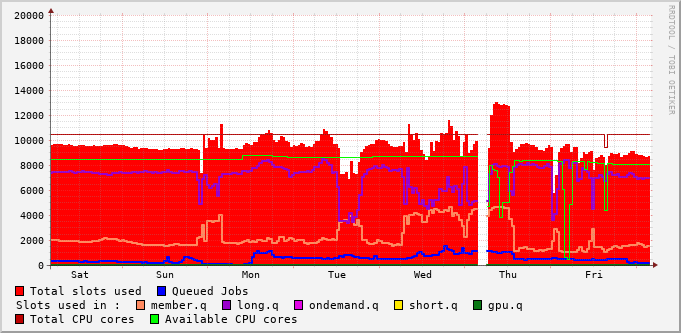 20000
18000
16000
14000
12000
10000
8000
6000
4000
2000
0
Sat Sun Mon Tue Wed Thu Fri
RRDTOOL / TOBI OETIKER
Total slots used Queued Jobs
Slots used in : member.q long.q ondemand.q short.q gpu.q
Total CPU cores Available CPU cores